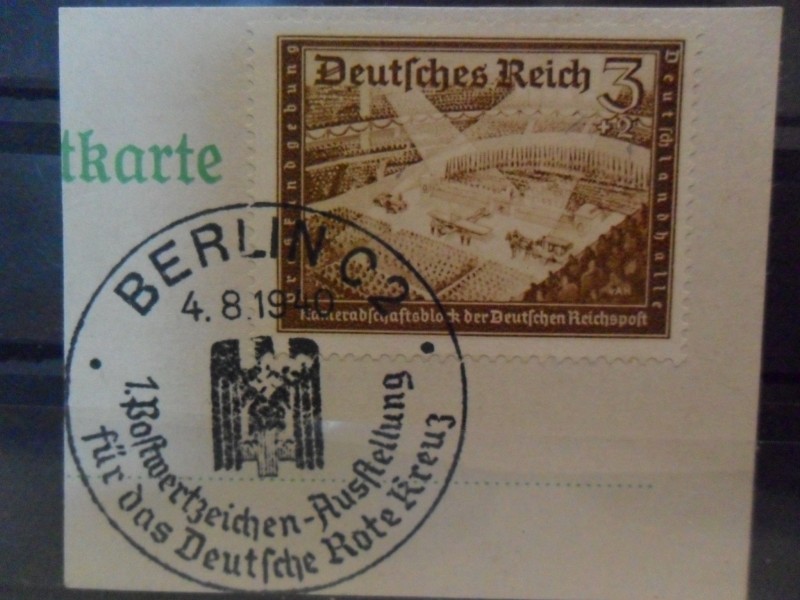 Deutsches Reich 3
+2
Deutschlandhalle
Kameradschaftsblock der Deutschen Reichspost
tkarte
BERLIN C 2
4.8.1940
1. Postwertzeichen-Ausstellung
für das Deutsche Rote Kreuz